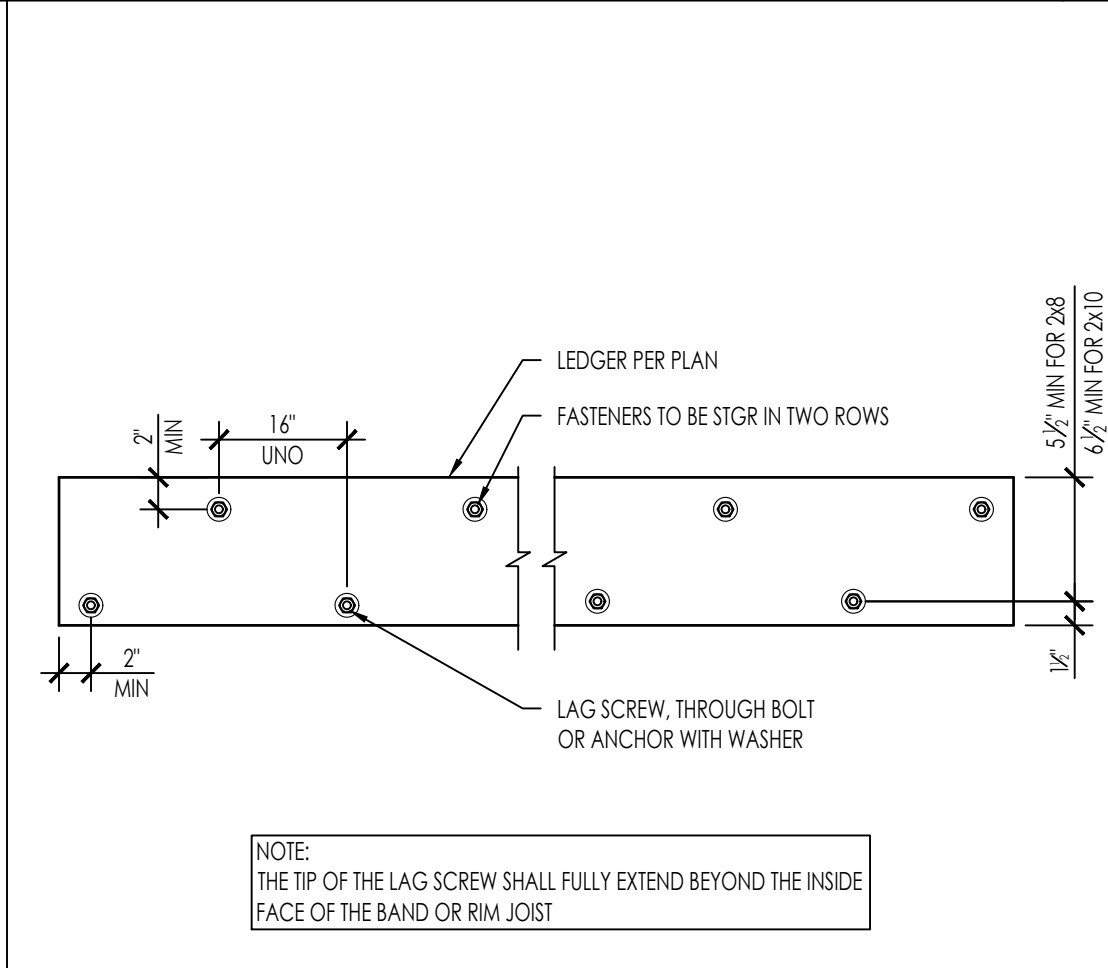 5½" MIN FOR 2x8
6½" MIN FOR 2x10
LEDGER PER PLAN
2"
MIN
16"
UNO
FASTENERS TO BE STGR IN TWO ROWS
2"
MIN
1½"
LAG SCREW, THROUGH BOLT
OR ANCHOR WITH WASHER
NOTE:
THE TIP OF THE LAG SCREW SHALL FULLY EXTEND BEYOND THE INSIDE
FACE OF THE BAND OR RIM JOIST